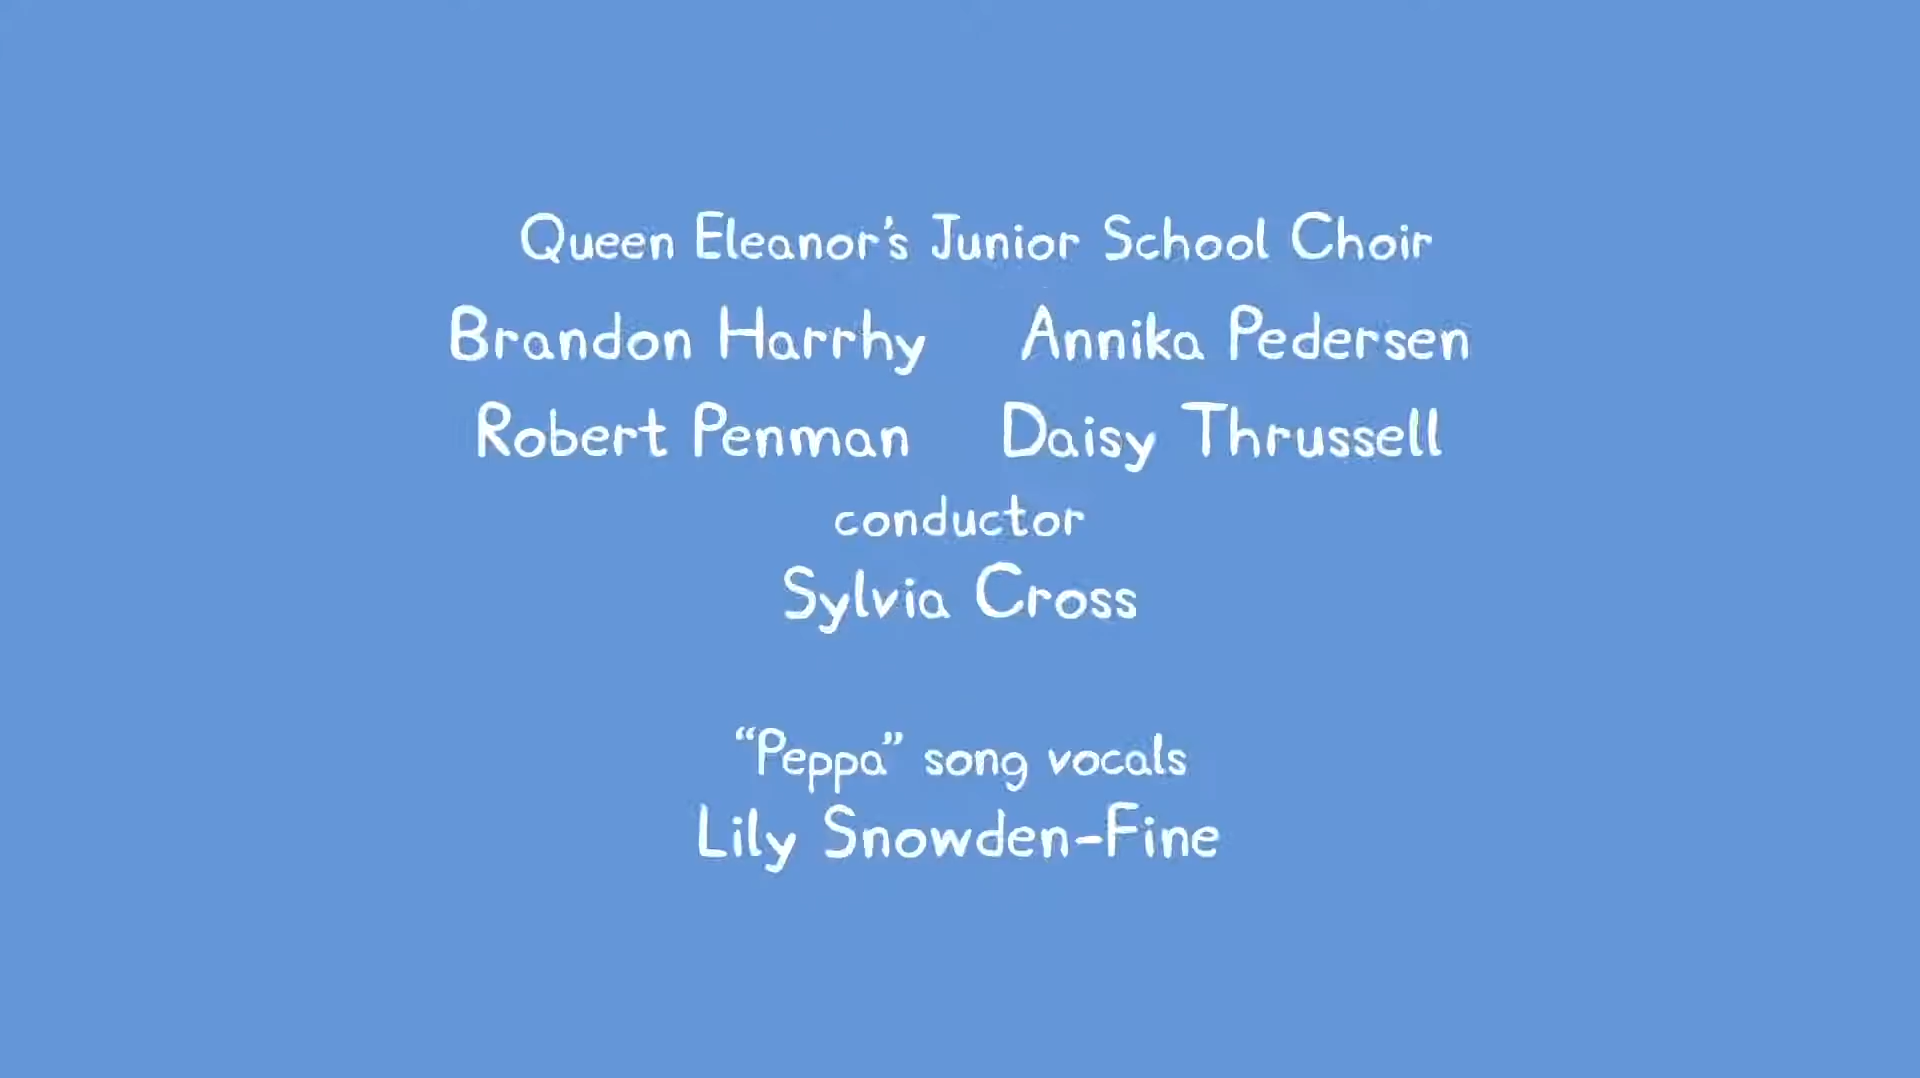 Queen Eleanor’s Junior School Choir
Brandon Harrhy Annika Pedersen
Robert Penman Daisy Thrussell
conductor
Sylvia Cross
“Peppa” song vocals
Lily Snowden-Fine